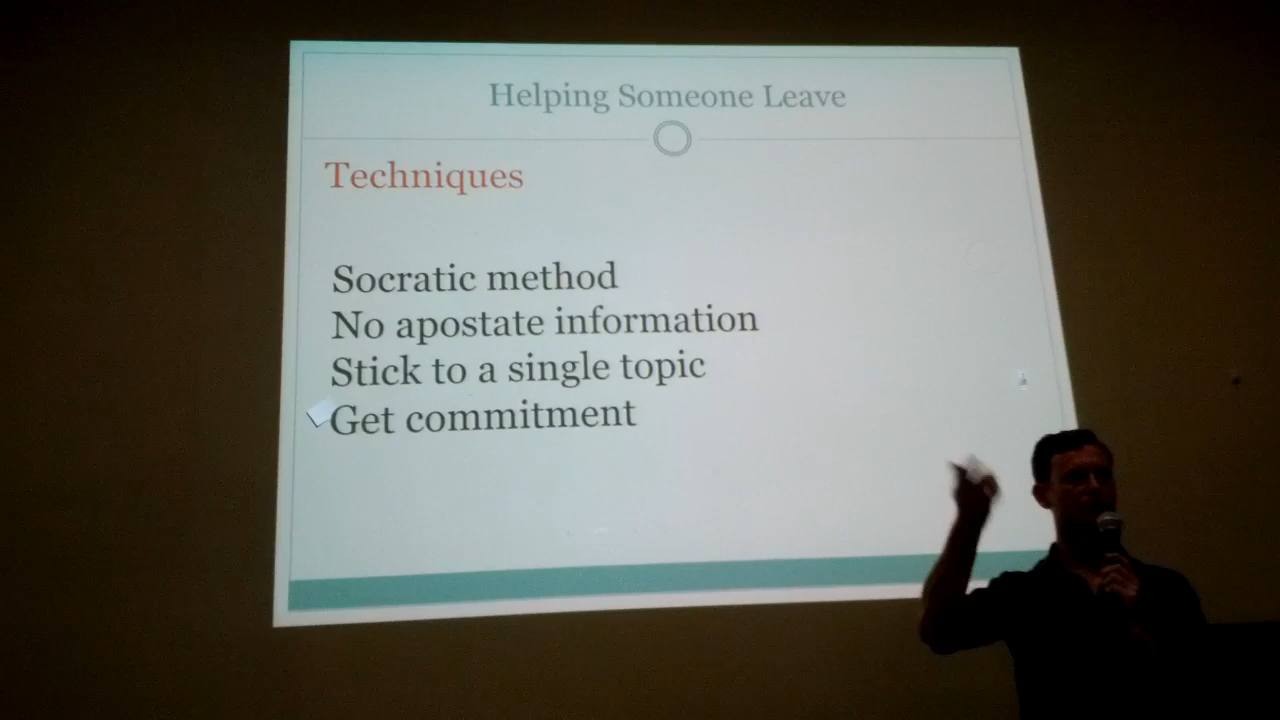 Helping Someone Leave
Techniques
Socratic method
No apostate information
Stick to a single topic
Get commitment